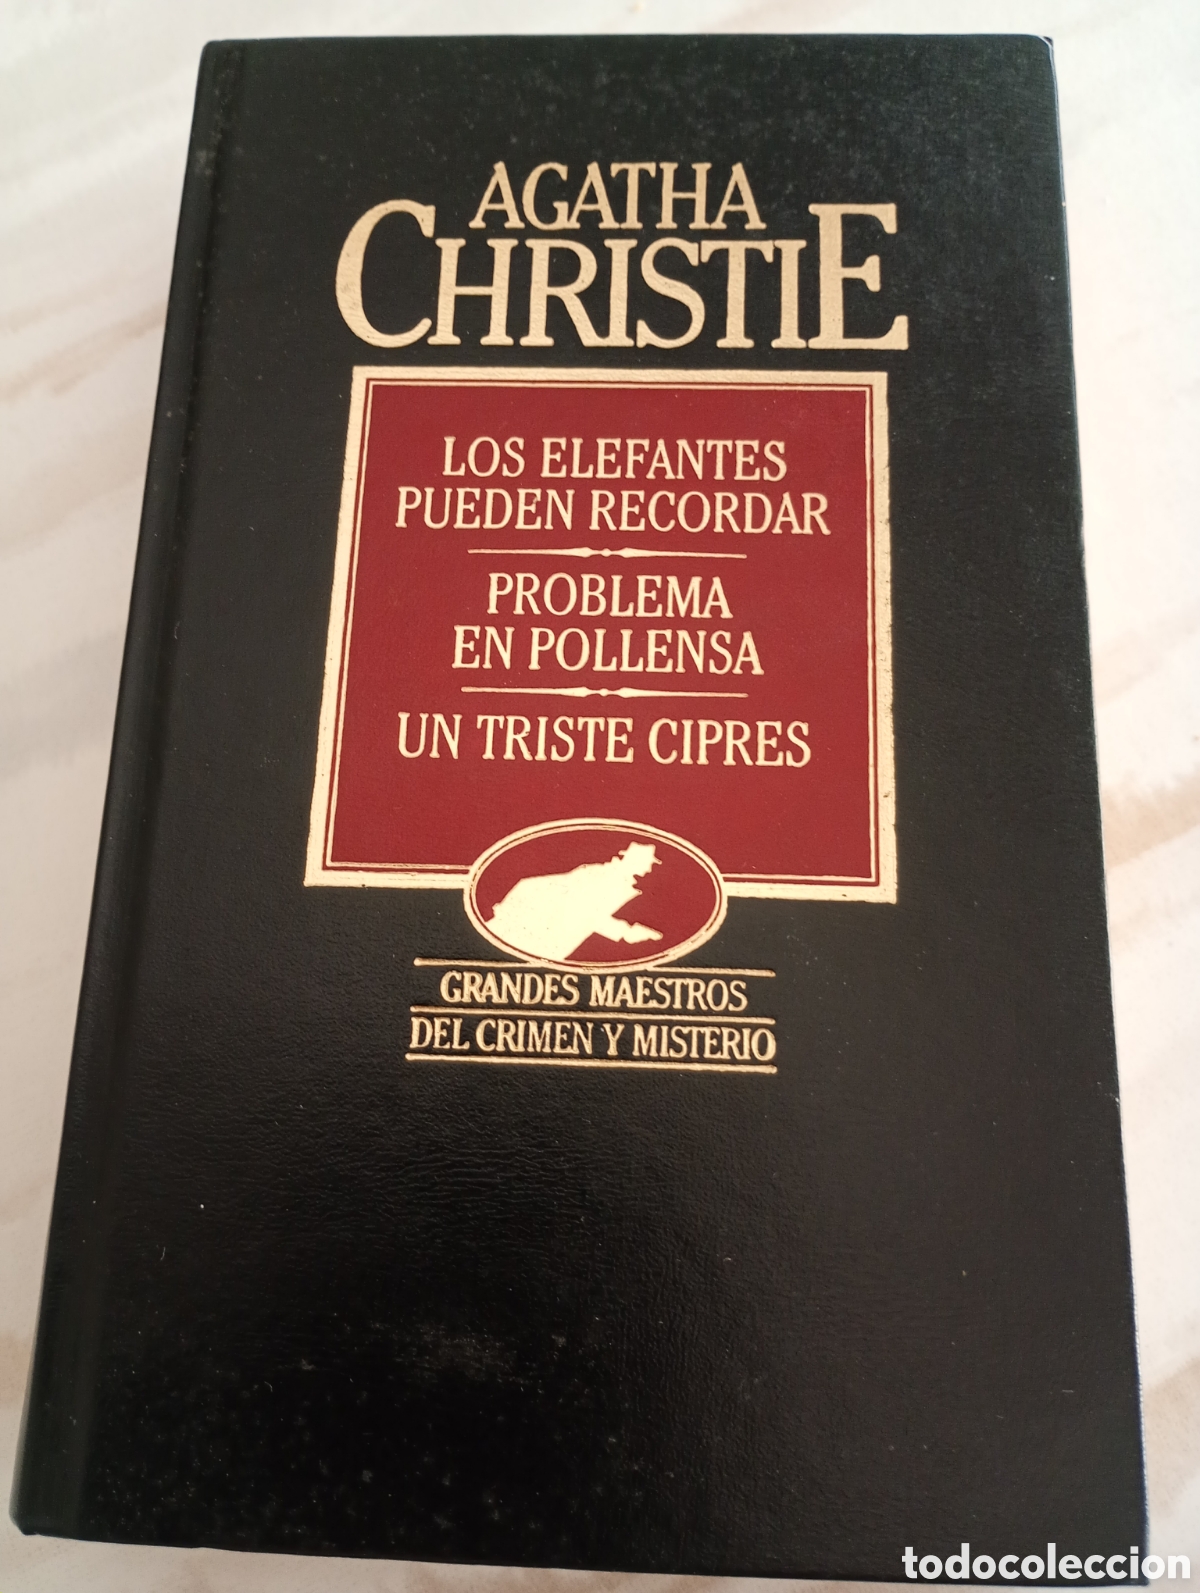 AGATHA
CHRISTIE
LOS ELEFANTES
PUEDEN RECORDAR
PROBLEMA
EN POLLENSA
UN TRISTE CIPRES
GRANDES MAESTROS
DEL CRIMEN Y MISTERIO
todocoleccion